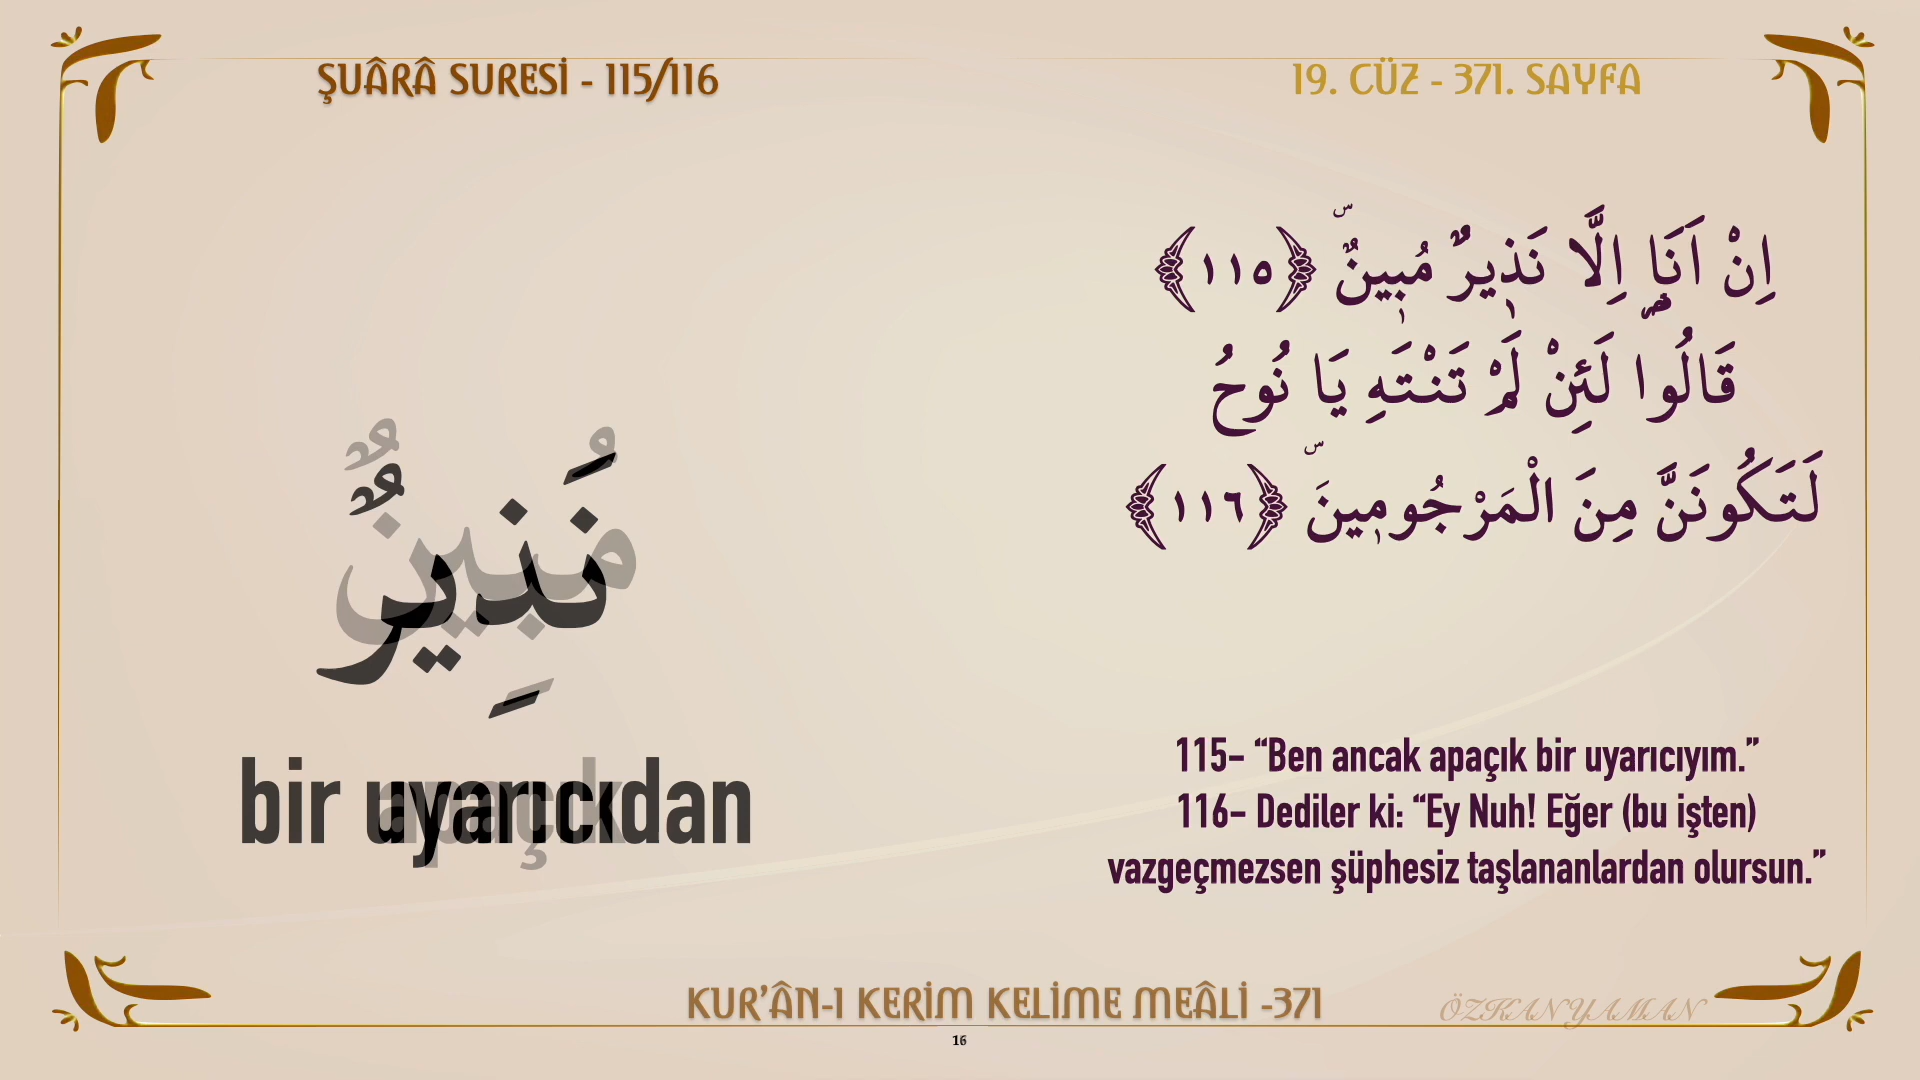 ŞUÂRÂ SURESİ - 115/116
19. CÜZ - 371. SAYFA
اِنْ اَنَا۬ اِلَّا نَذ۪يرٌ مُب۪ينٌۜ ﴿١١٥﴾
قَالُوا لَئِنْ لَمْ تَنْتَهِ يَا نُوحُ
لَتَكُونَنَّ مِنَ الْمَرْجُوم۪ينَۜ ﴿١١٦﴾
نَذِيرٌ
مُبِينٌ
bir uyarıcıdan
apaçık
115– “Ben ancak apaçık bir uyarıcıyım.”
116– Dediler ki: “Ey Nuh! Eğer (bu işten)
vazgeçmezsen şüphesiz taşlananlardan olursun.”
KUR’ÂN-I KERİM KELİME MEÂLİ -371
ÖZKAN YAMAN
16